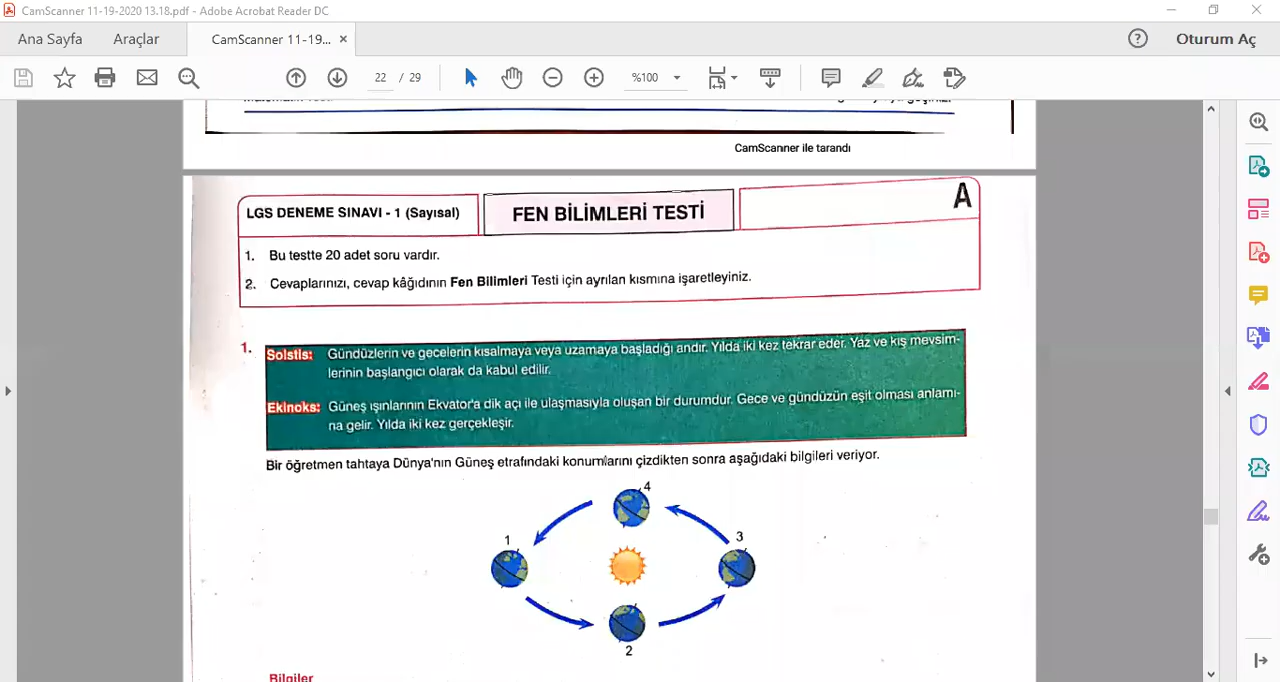 CamScanner 11-19-2020 13.18.pdf - Adobe Acrobat Reader DC
Ana Sayfa
Araçlar
CamScanner 11-19...
Oturum Aç
22 / 29
%100
CamScanner ile tarandı
LGS DENEME SINAVI - 1 (Sayısal)
FEN BİLİMLERİ TESTİ
A
1. Bu testte 20 adet soru vardır.
2. Cevaplarınızı, cevap kâğıdının Fen Bilimleri Testi için ayrılan kısmına işaretleyiniz.
1.
Solstis: Gündüzlerin ve gecelerin kısalmaya veya uzamaya başladığı andır. Yılda iki kez tekrar eder. Yaz ve kış mevsim-
lerinin başlangıcı olarak da kabul edilir.
Ekinoks: Güneş ışınlarının Ekvator'a dik açı ile ulaşmasıyla oluşan bir durumdur. Gece ve gündüzün eşit olması anlamı-
na gelir. Yılda iki kez gerçekleşir.
Bir öğretmen tahtaya Dünya'nın Güneş etrafındaki konumlarını çizdikten sonra aşağıdaki bilgileri veriyor.
4
1
3
2
Bilgiler